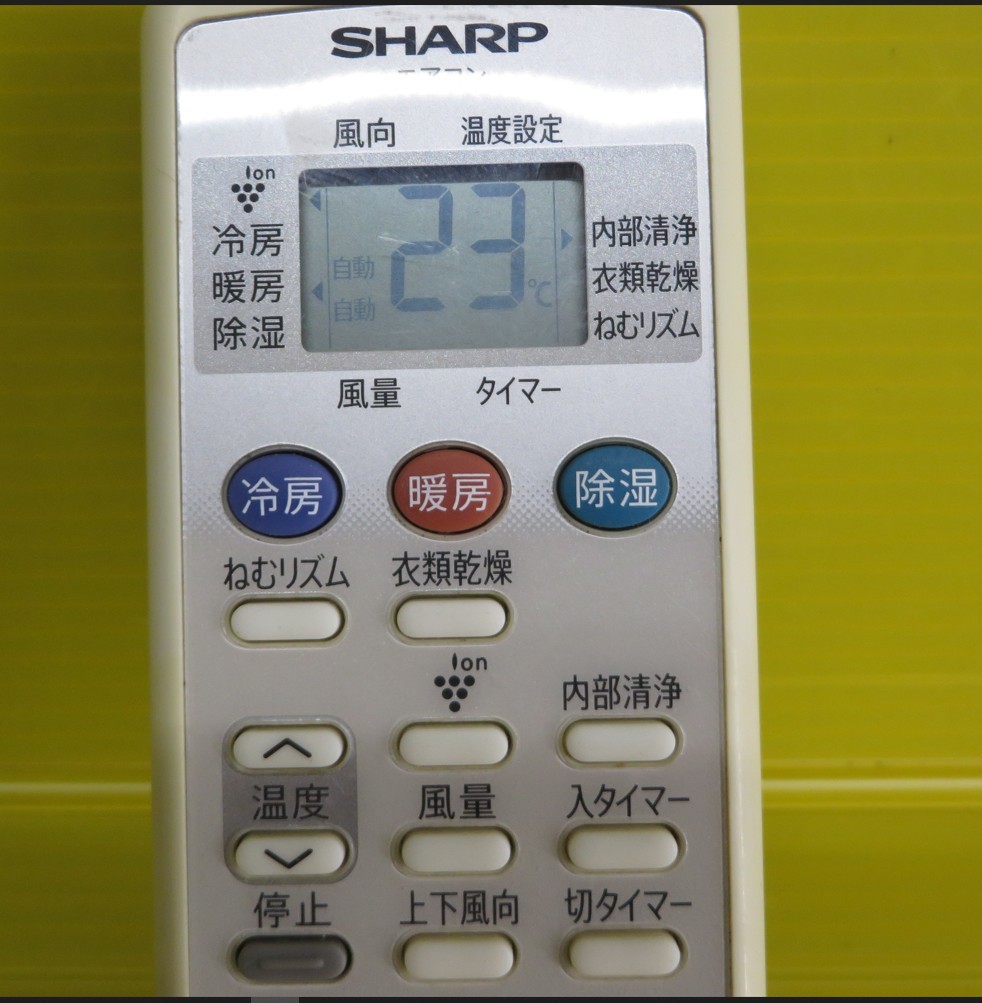 SHARP
エアコン
風向 温度設定
Ion
冷房
暖房
除湿
23℃
自動
自動
内部清浄
衣類乾燥
ねむリズム
風量 タイマー
冷房 暖房 除湿
ねむリズム 衣類乾燥
Ion
内部清浄
温度 風量 入タイマー
停止 上下風向 切タイマー